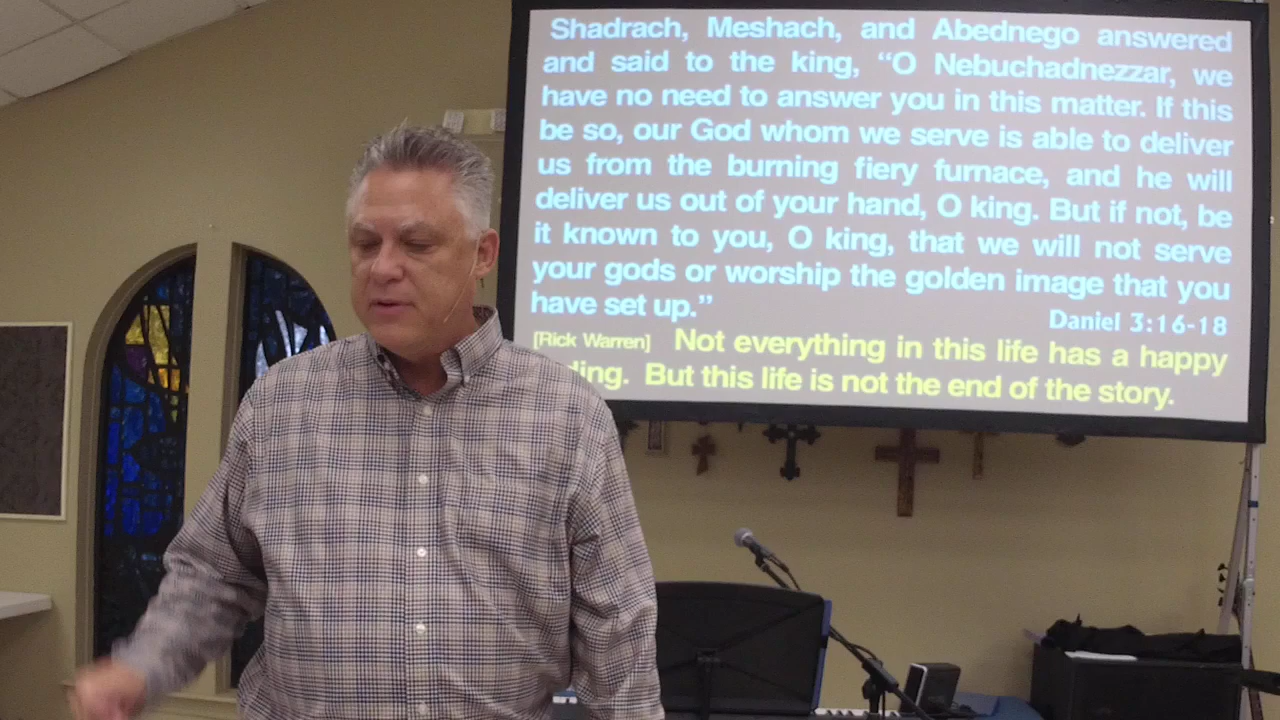 Shadrach, Meshach, and Abednego answered
and said to the king, “O Nebuchadnezzar, we
have no need to answer you in this matter. If this
be so, our God whom we serve is able to deliver
us from the burning fiery furnace, and he will
deliver us out of your hand, O king. But if not, be
it known to you, O king, that we will not serve
your gods or worship the golden image that you
have set up.”
Daniel 3:16-18
[Rick Warren] Not everything in this life has a happy
ding. But this life is not the end of the story.